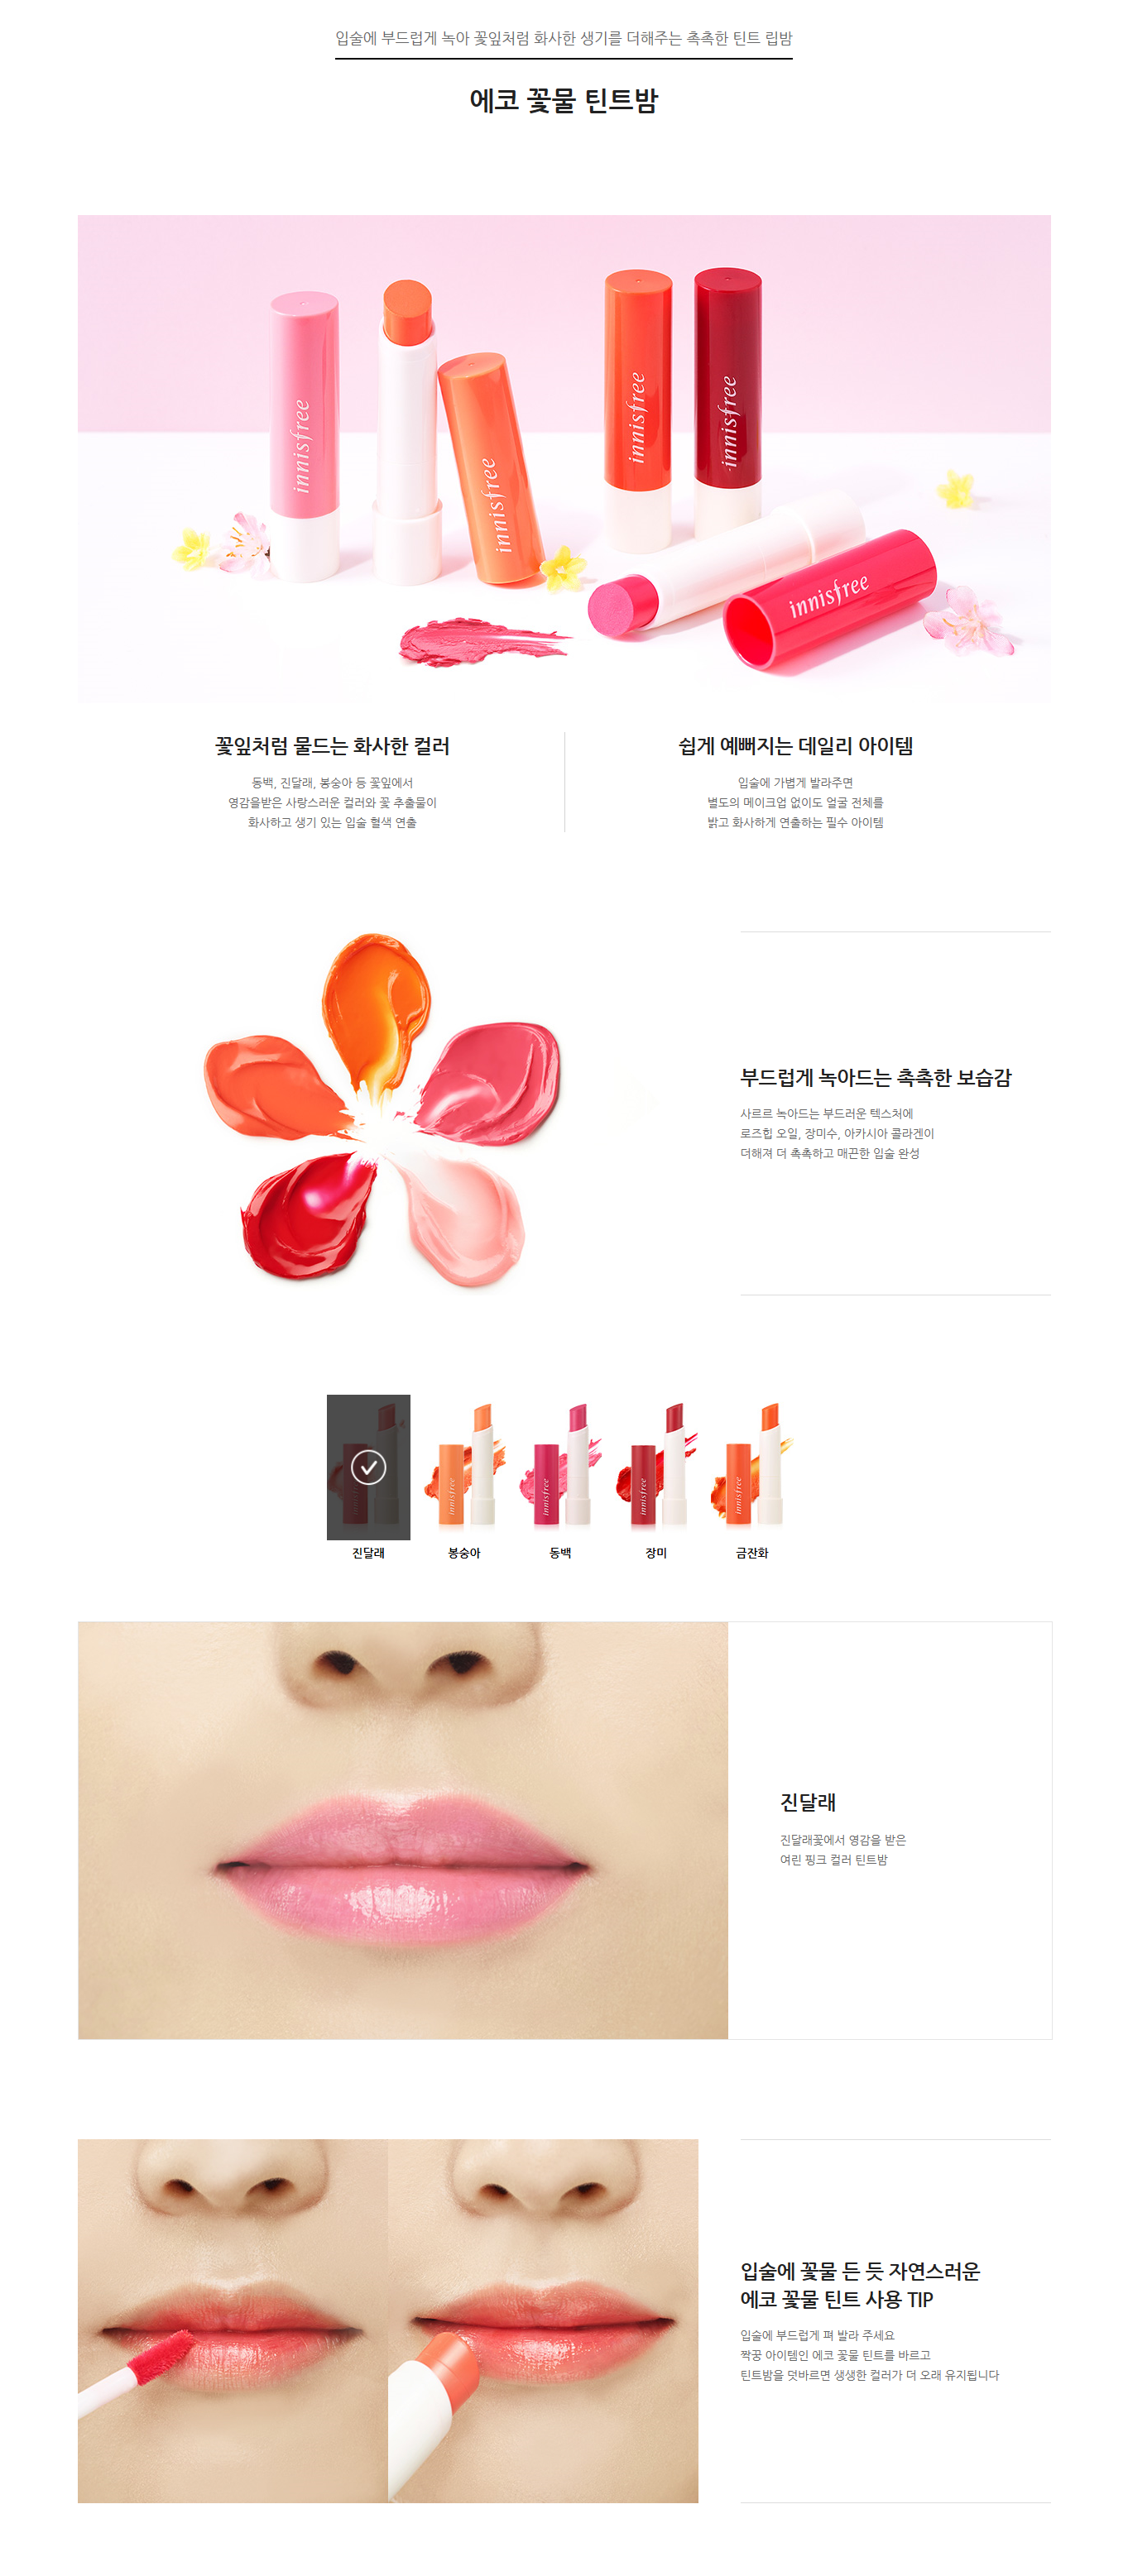 입술에 부드럽게 녹아 꽃잎처럼 화사한 생기를 더해주는 촉촉한 틴트 립밤
에코 꽃물 틴트밤
innisfree
innisfree
innisfree
innisfree
innisfree
꽃잎처럼 물드는 화사한 컬러
동백, 진달래, 봉숭아 등 꽃잎에서
영감을받은 사랑스러운 컬러와 꽃 추출물이
화사하고 생기 있는 입술 혈색 연출
쉽게 예뻐지는 데일리 아이템
입술에 가볍게 발라주면
별도의 메이크업 없이도 얼굴 전체를
밝고 화사하게 연출하는 필수 아이템
부드럽게 녹아드는 촉촉한 보습감
사르르 녹아드는 부드러운 텍스처에
로즈힙 오일, 장미수, 아카시아 콜라겐이
더해져 더 촉촉하고 매끈한 입술 완성
innisfree
innisfree
innisfree
innisfree
진달래
봉숭아
동백
장미
금잔화
진달래
진달래꽃에서 영감을 받은
여린 핑크 컬러 틴트밤
입술에 꽃물 든 듯 자연스러운
에코 꽃물 틴트 사용 TIP
입술에 부드럽게 펴 발라 주세요
짝꿍 아이템인 에코 꽃물 틴트를 바르고
틴트밤을 덧바르면 생생한 컬러가 더 오래 유지됩니다